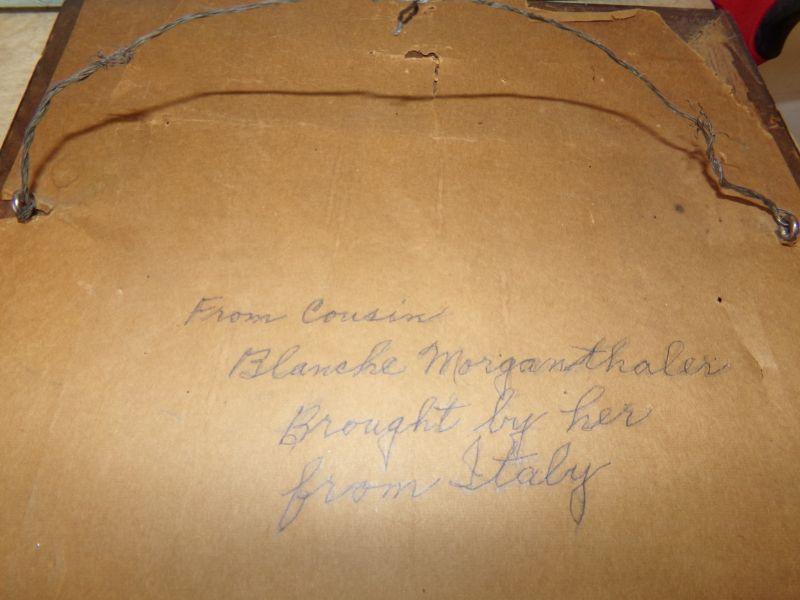 From Cousin
Blanche Morganthaler
Brought by her
from Italy